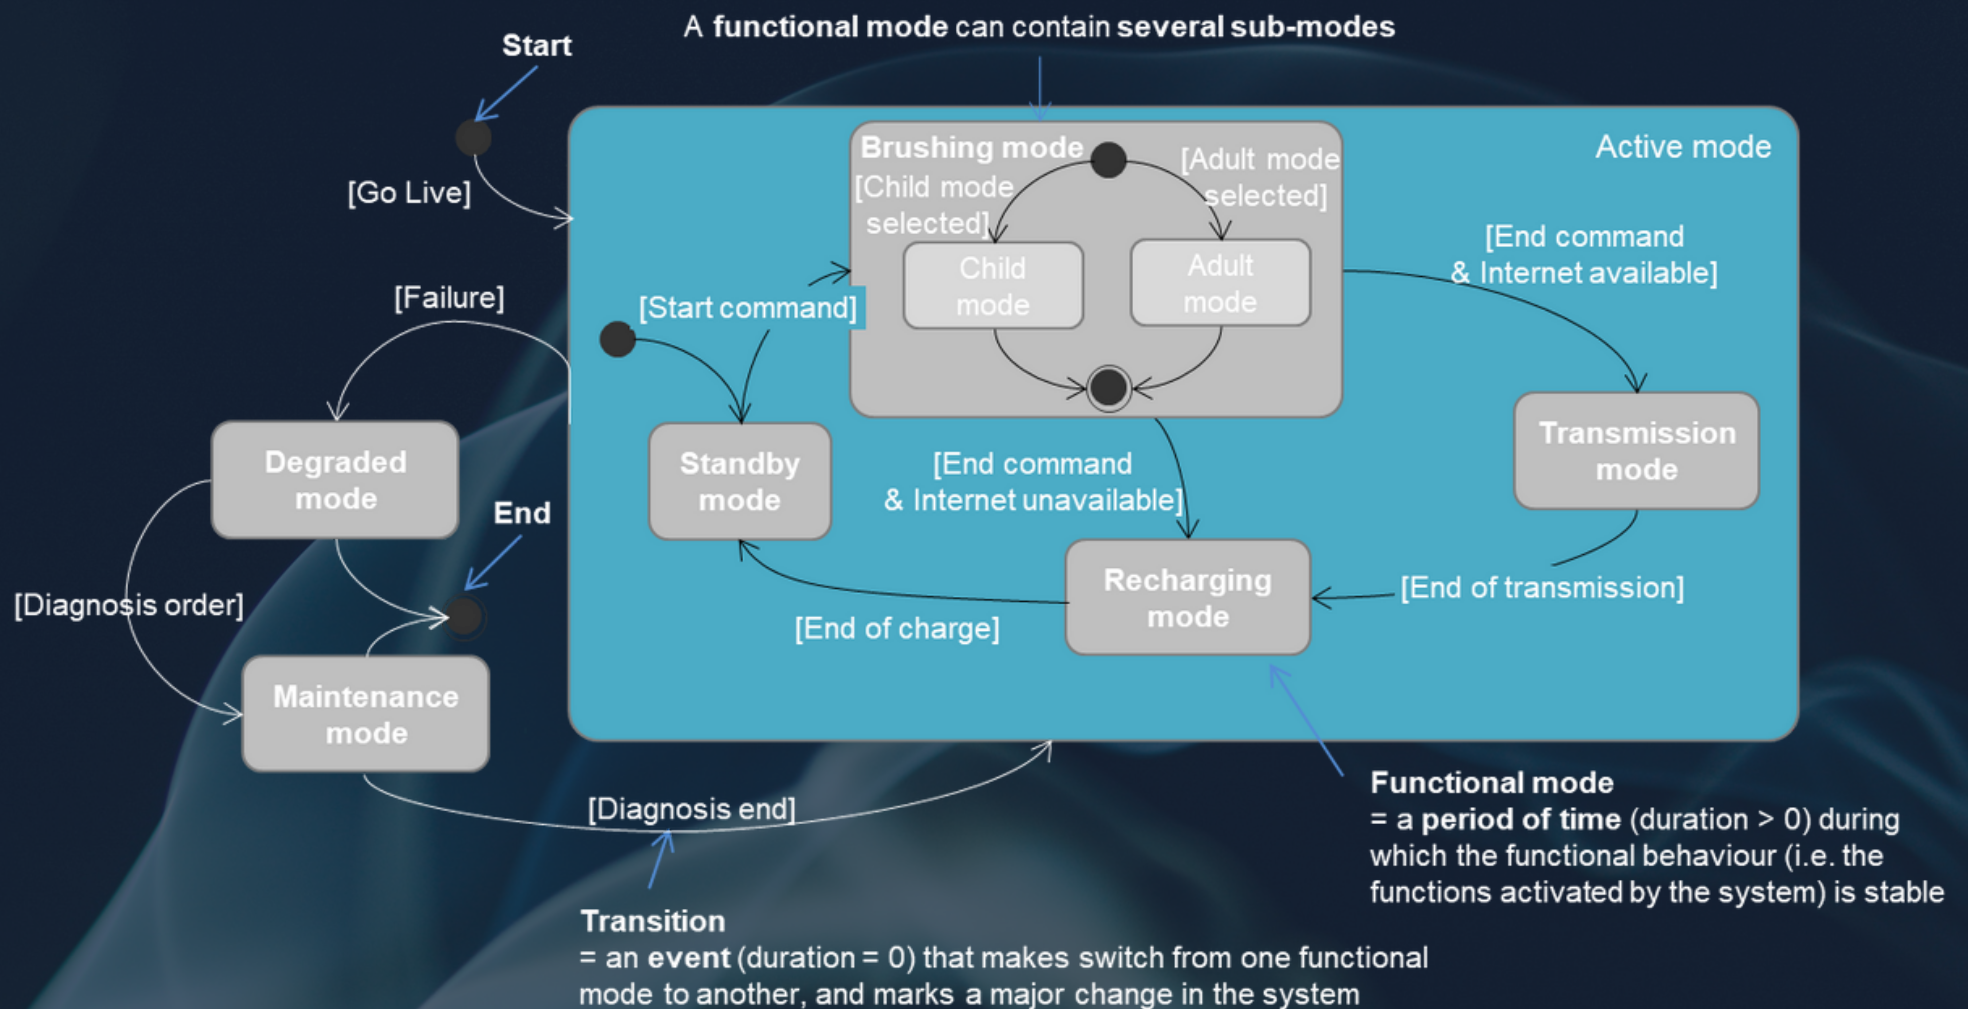 A functional mode can contain several sub-modes
Start
[Go Live]
Active mode
Brushing mode
[Child mode
selected]
[Adult mode
selected]
Child
mode
Adult
mode
[End command
& Internet available]
[Failure]
[Start command]
Degraded
mode
Standby
mode
[End command
& Internet unavailable]
Transmission
mode
End
[Diagnosis order]
Recharging
mode
[End of transmission]
[End of charge]
Maintenance
mode
[Diagnosis end]
Functional mode
= a period of time (duration > 0) during
which the functional behaviour (i.e. the
functions activated by the system) is stable
Transition
= an event (duration = 0) that makes switch from one functional
mode to another, and marks a major change in the system